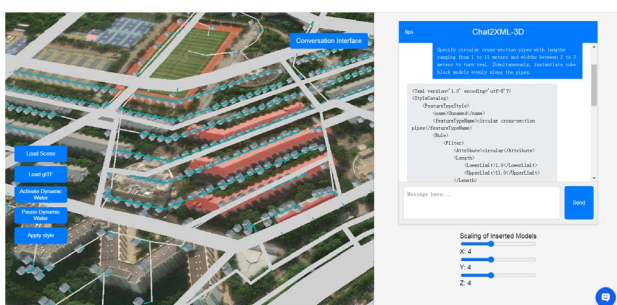 Conversation Interface
Load Scene
Load glTF
Activate Dynamic
Water
Pause Dynamic
Water
Apply style
tips
Chat2XML-3D
Specify circular cross-section pipes with lengths
ranging from 1 to 11 meters and widths between 2 to 3
meters to turn teal. Simultaneously, instantiate cube
block models evenly along the pipes.
<?xml version='1.0' encoding='utf-8'?>
<StyleCatalog>
<FeatureTypeStyle>
<name>Unnamed</name>
<featureTypeName>circular cross-section
pipes</featureTypeName>
<Rule>
<Filter>
<Attribute>circular</Attribute>
<Length>
<LowerLimit>1.0</LowerLimit>
<UpperLimit>11.0</UpperLimit>
</Length>
Message here...
Send
Scaling of Inserted Models
X: 4
Y: 4
Z: 4